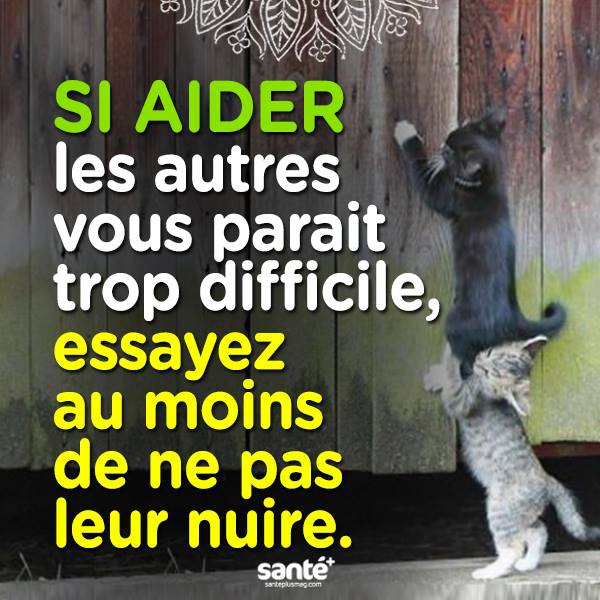 SI AIDER
les autres
vous parait
trop difficile,
essayez
au moins
de ne pas
leur nuire.
santé+
santeplusmag.com